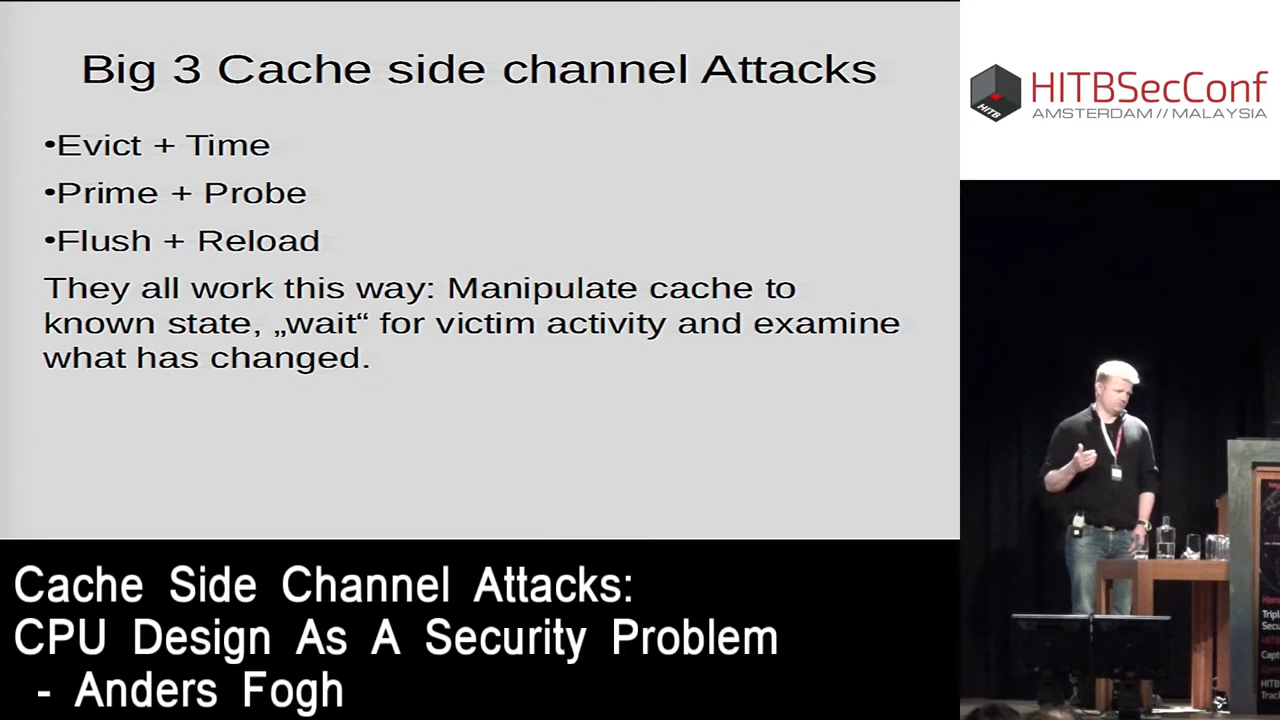 Big 3 Cache side channel Attacks
•Evict + Time
•Prime + Probe
•Flush + Reload
They all work this way: Manipulate cache to
known state, „wait“ for victim activity and examine
what has changed.
HITBSecConf
AMSTERDAM // MALAYSIA
HITB
Cache Side Channel Attacks:
CPU Design As A Security Problem
- Anders Fogh